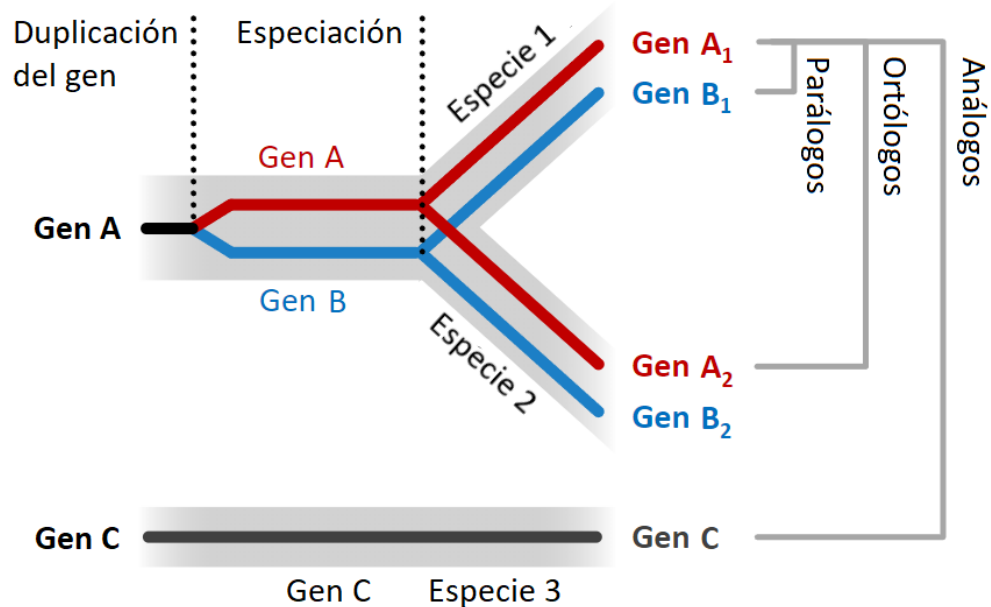 Duplicación
del gen
Especiación
Especie 1
Gen A₁
Gen B₁
Parálogos
Ortólogos
Análogos
Gen A
Gen A
Gen B
Especie 2
Gen A₂
Gen B₂
Gen C
Gen C
Gen C
Especie 3